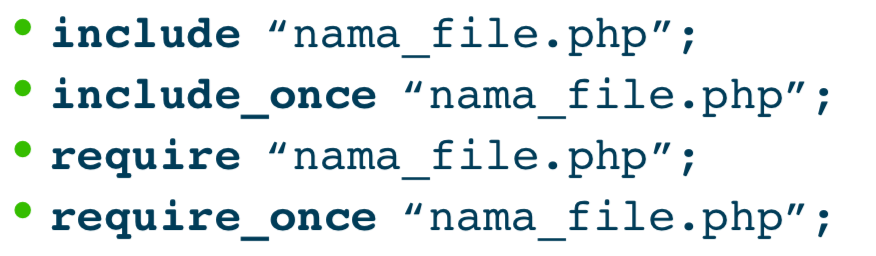 • include “nama_file.php”;
• include_once “nama_file.php”;
• require “nama_file.php”;
• require_once “nama_file.php”;